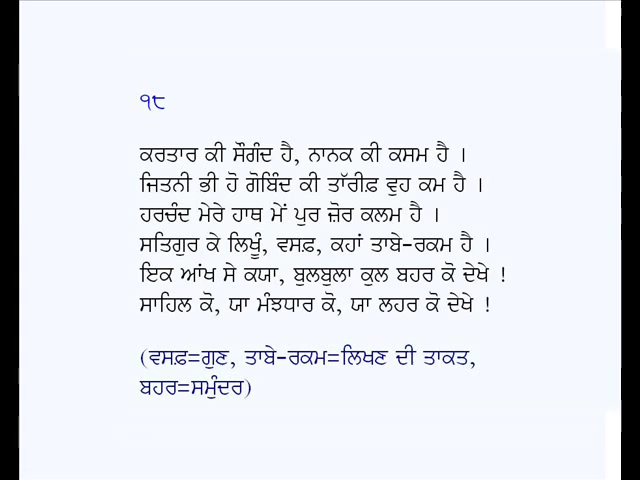 ੧੮
ਕਰਤਾਰ ਕੀ ਸੌਗੰਦ ਹੈ, ਨਾਨਕ ਕੀ ਕਸਮ ਹੈ ।
ਜਿਤਨੀ ਭੀ ਹੋ ਗੋਬਿੰਦ ਕੀ ਤਾੱਰੀਫ਼ ਵੁਹ ਕਮ ਹੈ ।
ਹਰਚੰਦ ਮੇਰੇ ਹਾਥ ਮੇਂ ਪੁਰ ਜ਼ੋਰ ਕਲਮ ਹੈ ।
ਸਤਿਗੁਰ ਕੇ ਲਿਖੂੰ, ਵਸਫ਼, ਕਹਾਂ ਤਾਬੇ-ਰਕਮ ਹੈ ।
ਇਕ ਆਂਖ ਸੇ ਕਯਾ, ਬੁਲਬੁਲਾ ਕੁਲ ਬਹਰ ਕੋ ਦੇਖੇ !
ਸਾਹਿਲ ਕੋ, ਯਾ ਮੰਝਧਾਰ ਕੋ, ਯਾ ਲਹਰ ਕੋ ਦੇਖੇ !
(ਵਸਫ਼=ਗੁਣ, ਤਾਬੇ-ਰਕਮ=ਲਿਖਣ ਦੀ ਤਾਕਤ,
ਬਹਰ=ਸਮੁੰਦਰ)